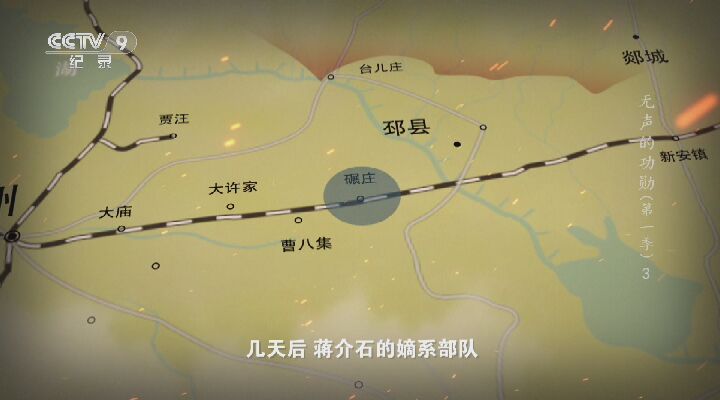 CCTV 9
纪录
湖
台儿庄
郯城
贾汪
邳县
新安镇
碾庄
大许家
州
大庙
曹八集
无声的功勋(第一季)3
几天后 蒋介石的嫡系部队